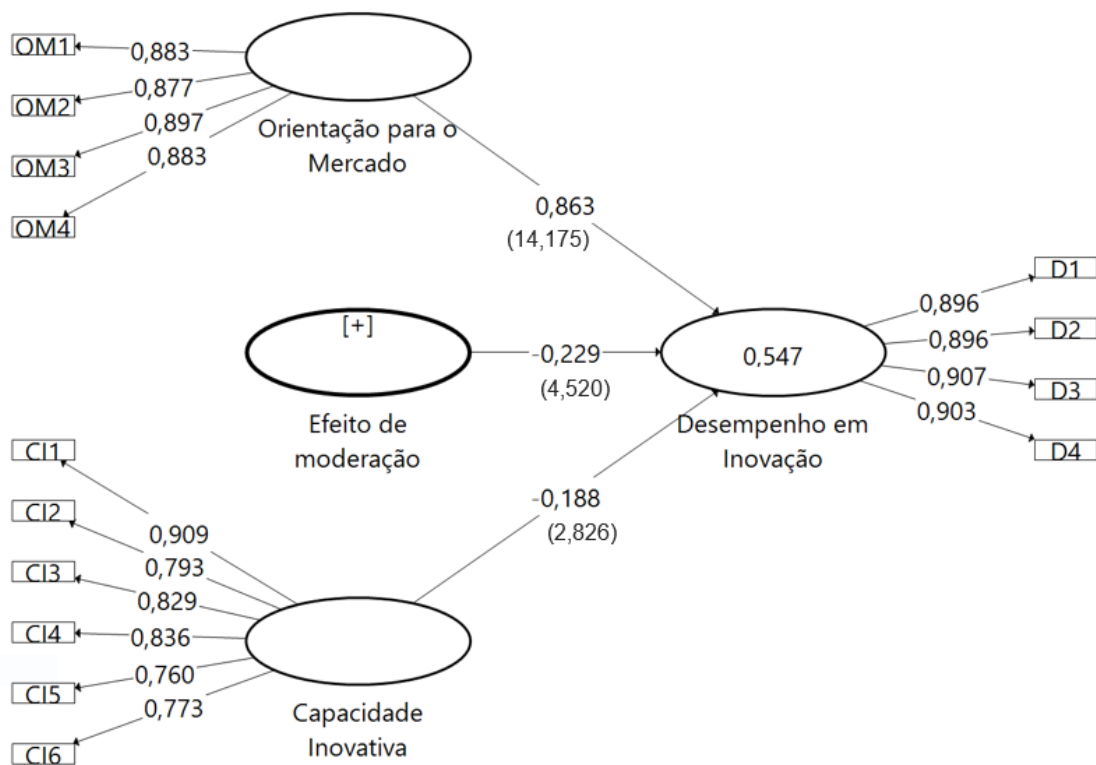 OM1
0,883
OM2
0,877
OM3
0,897
OM4
0,883
Orientação para o
Mercado
0,863
(14,175)
[+]
Efeito de
moderação
-0,229
(4,520)
0,547
Desempenho em
Inovação
D1
0,896
D2
0,896
D3
0,907
D4
0,903
CI1
0,909
CI2
0,793
CI3
0,829
CI4
0,836
CI5
0,760
CI6
0,773
Capacidade
Inovativa
-0,188
(2,826)